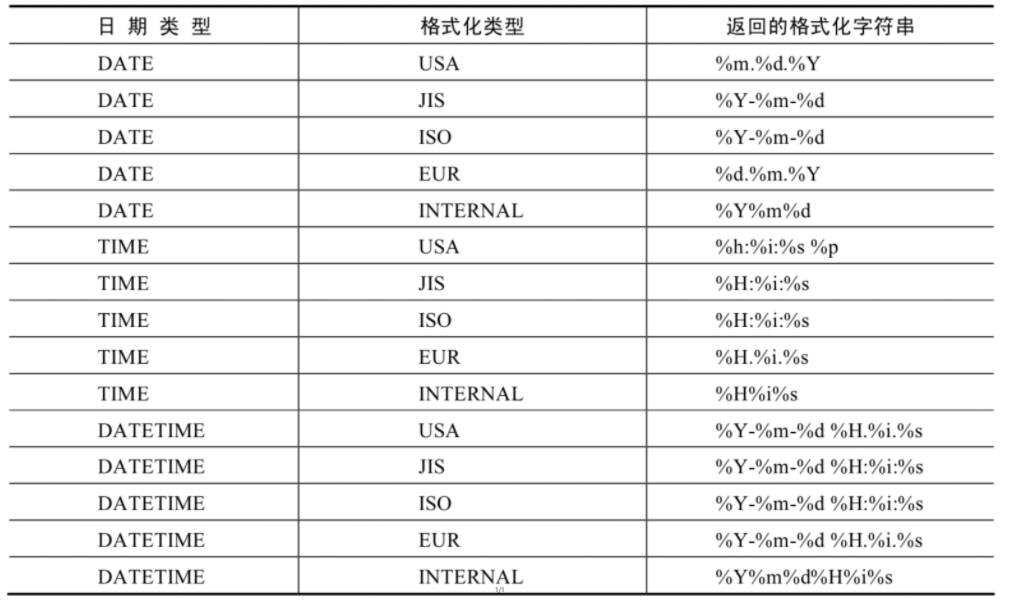 日 期 类 型 格式化类型 返回的格式化字符串
DATE USA %m.%d.%Y
DATE JIS %Y-%m-%d
DATE ISO %Y-%m-%d
DATE EUR %d.%m.%Y
DATE INTERNAL %Y%m%d
TIME USA %h:%i:%s %p
TIME JIS %H:%i:%s
TIME ISO %H:%i:%s
TIME EUR %H.%i.%s
TIME INTERNAL %H%i%s
DATETIME USA %Y-%m-%d %H.%i.%s
DATETIME JIS %Y-%m-%d %H:%i:%s
DATETIME ISO %Y-%m-%d %H:%i:%s
DATETIME EUR %Y-%m-%d %H.%i.%s
DATETIME INTERNAL %Y%m%d%H%i%s